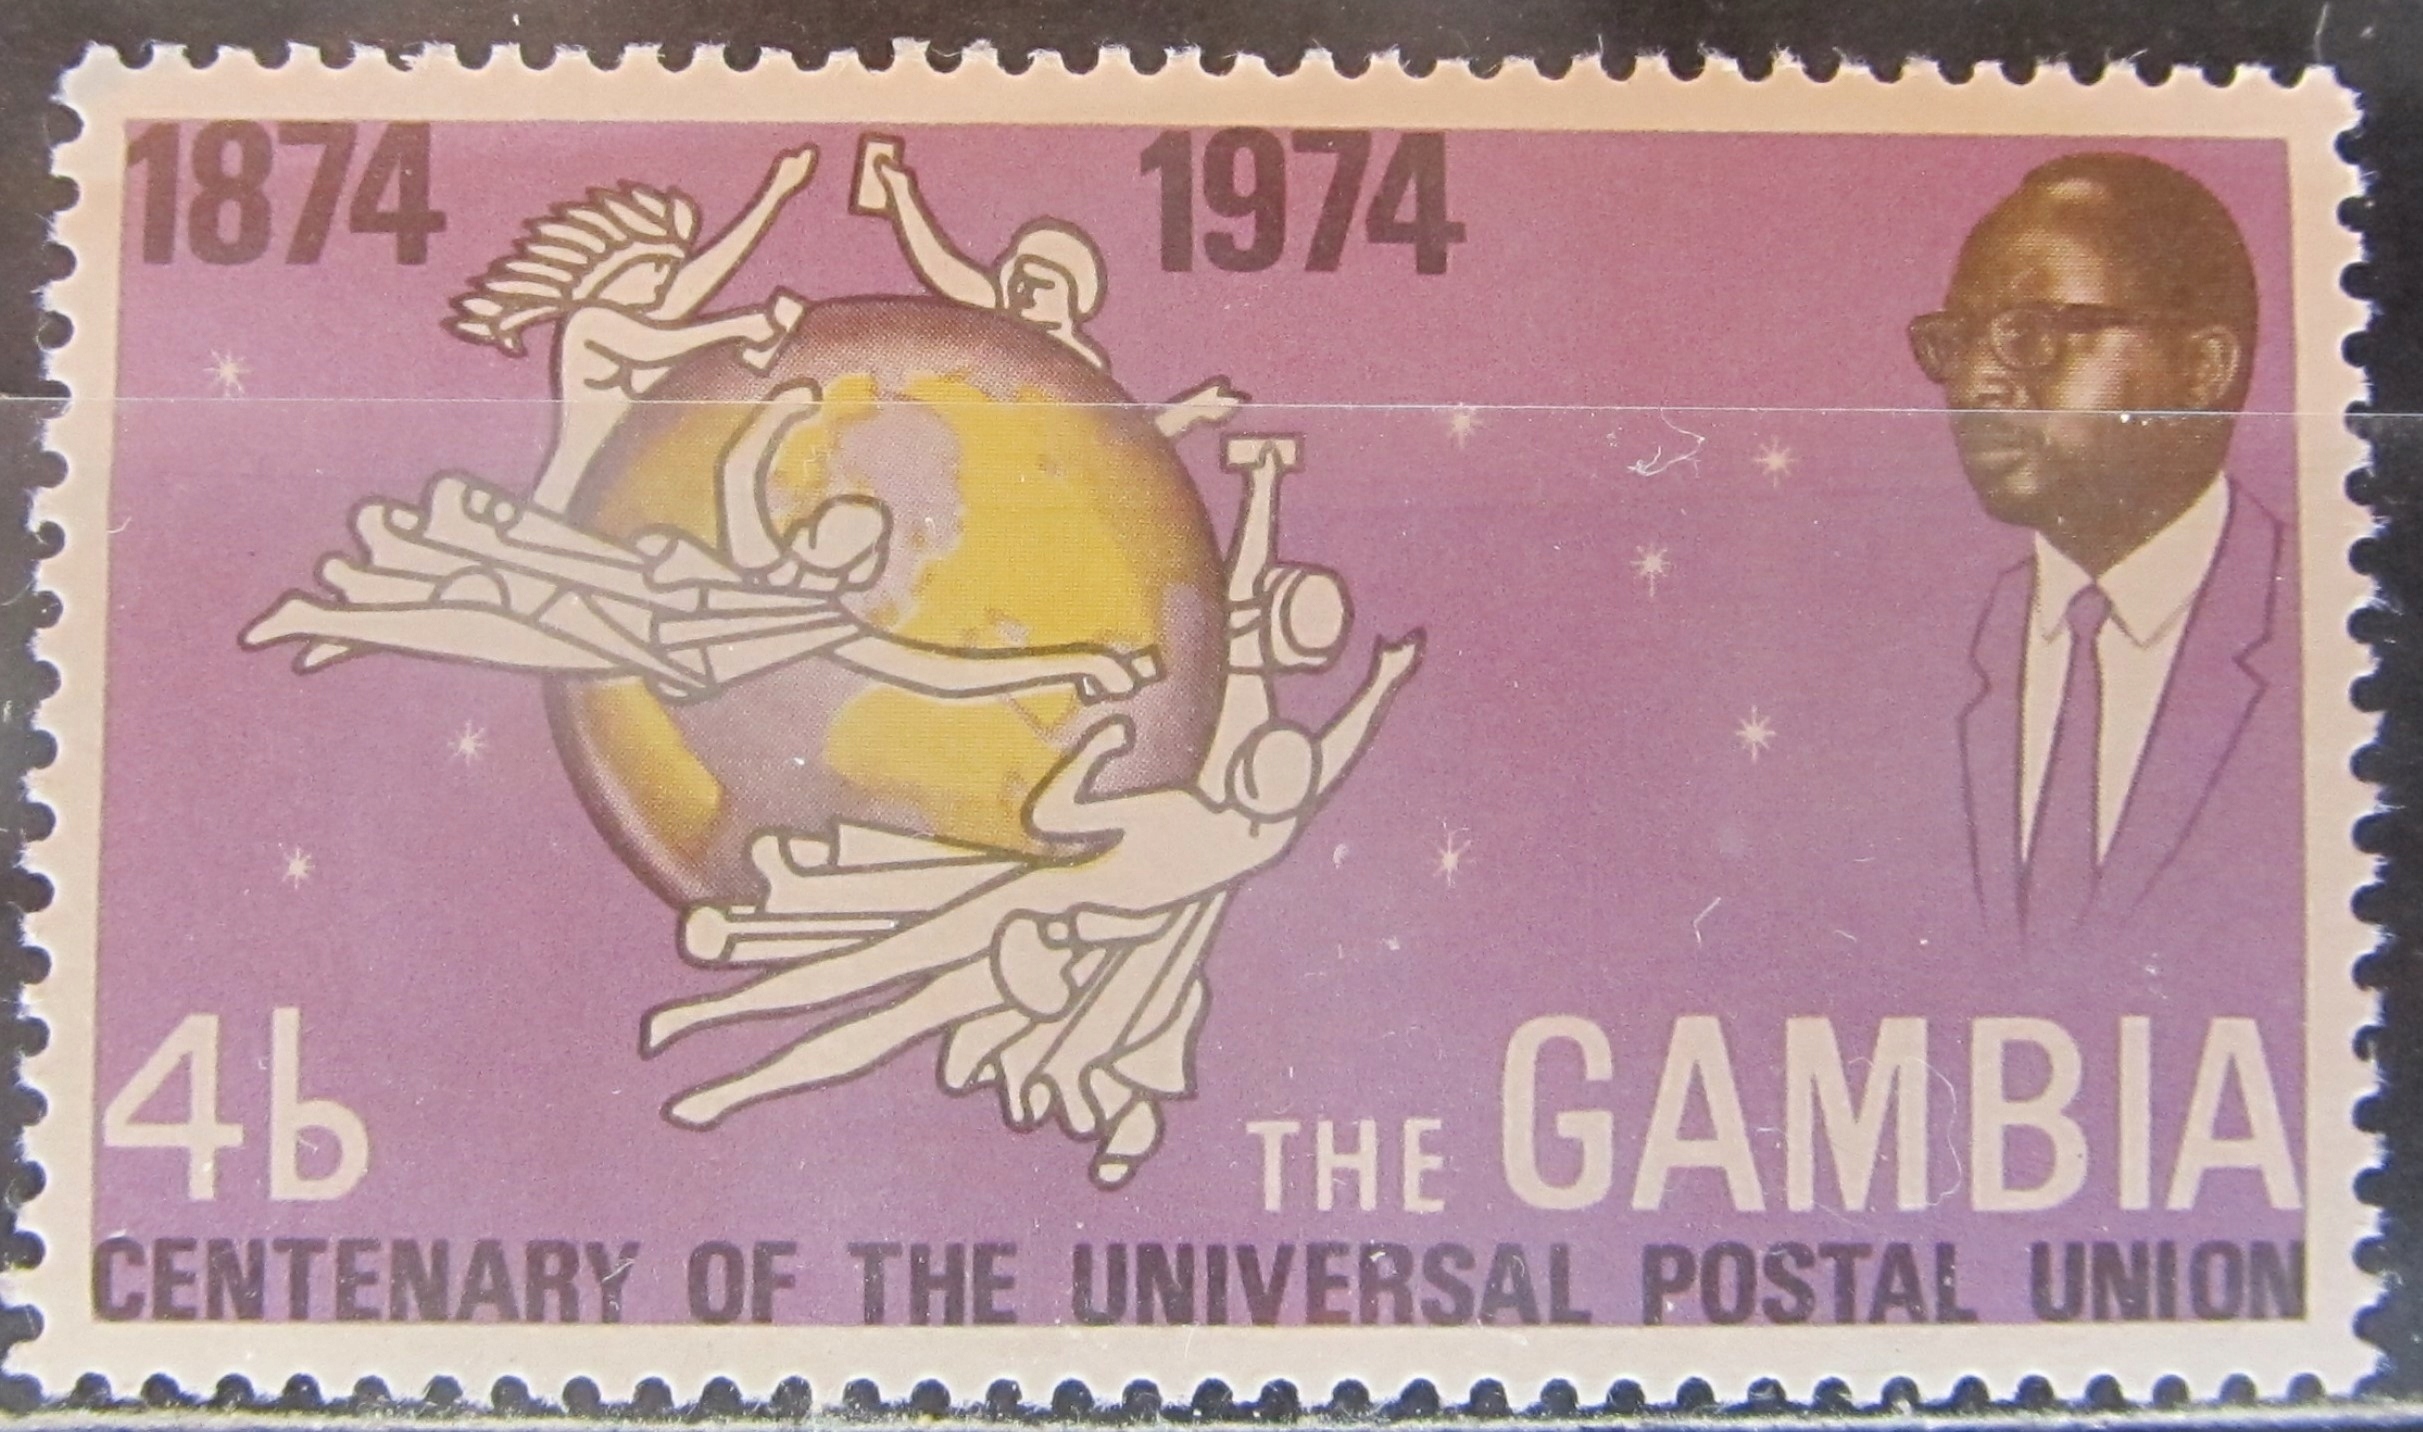 1874 1974
4b
THE GAMBIA
CENTENARY OF THE UNIVERSAL POSTAL UNION